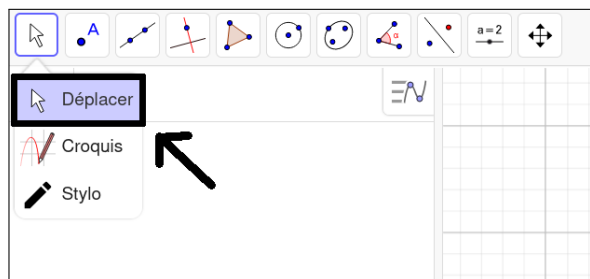 A
α
a=2
Déplacer
Croquis
Stylo